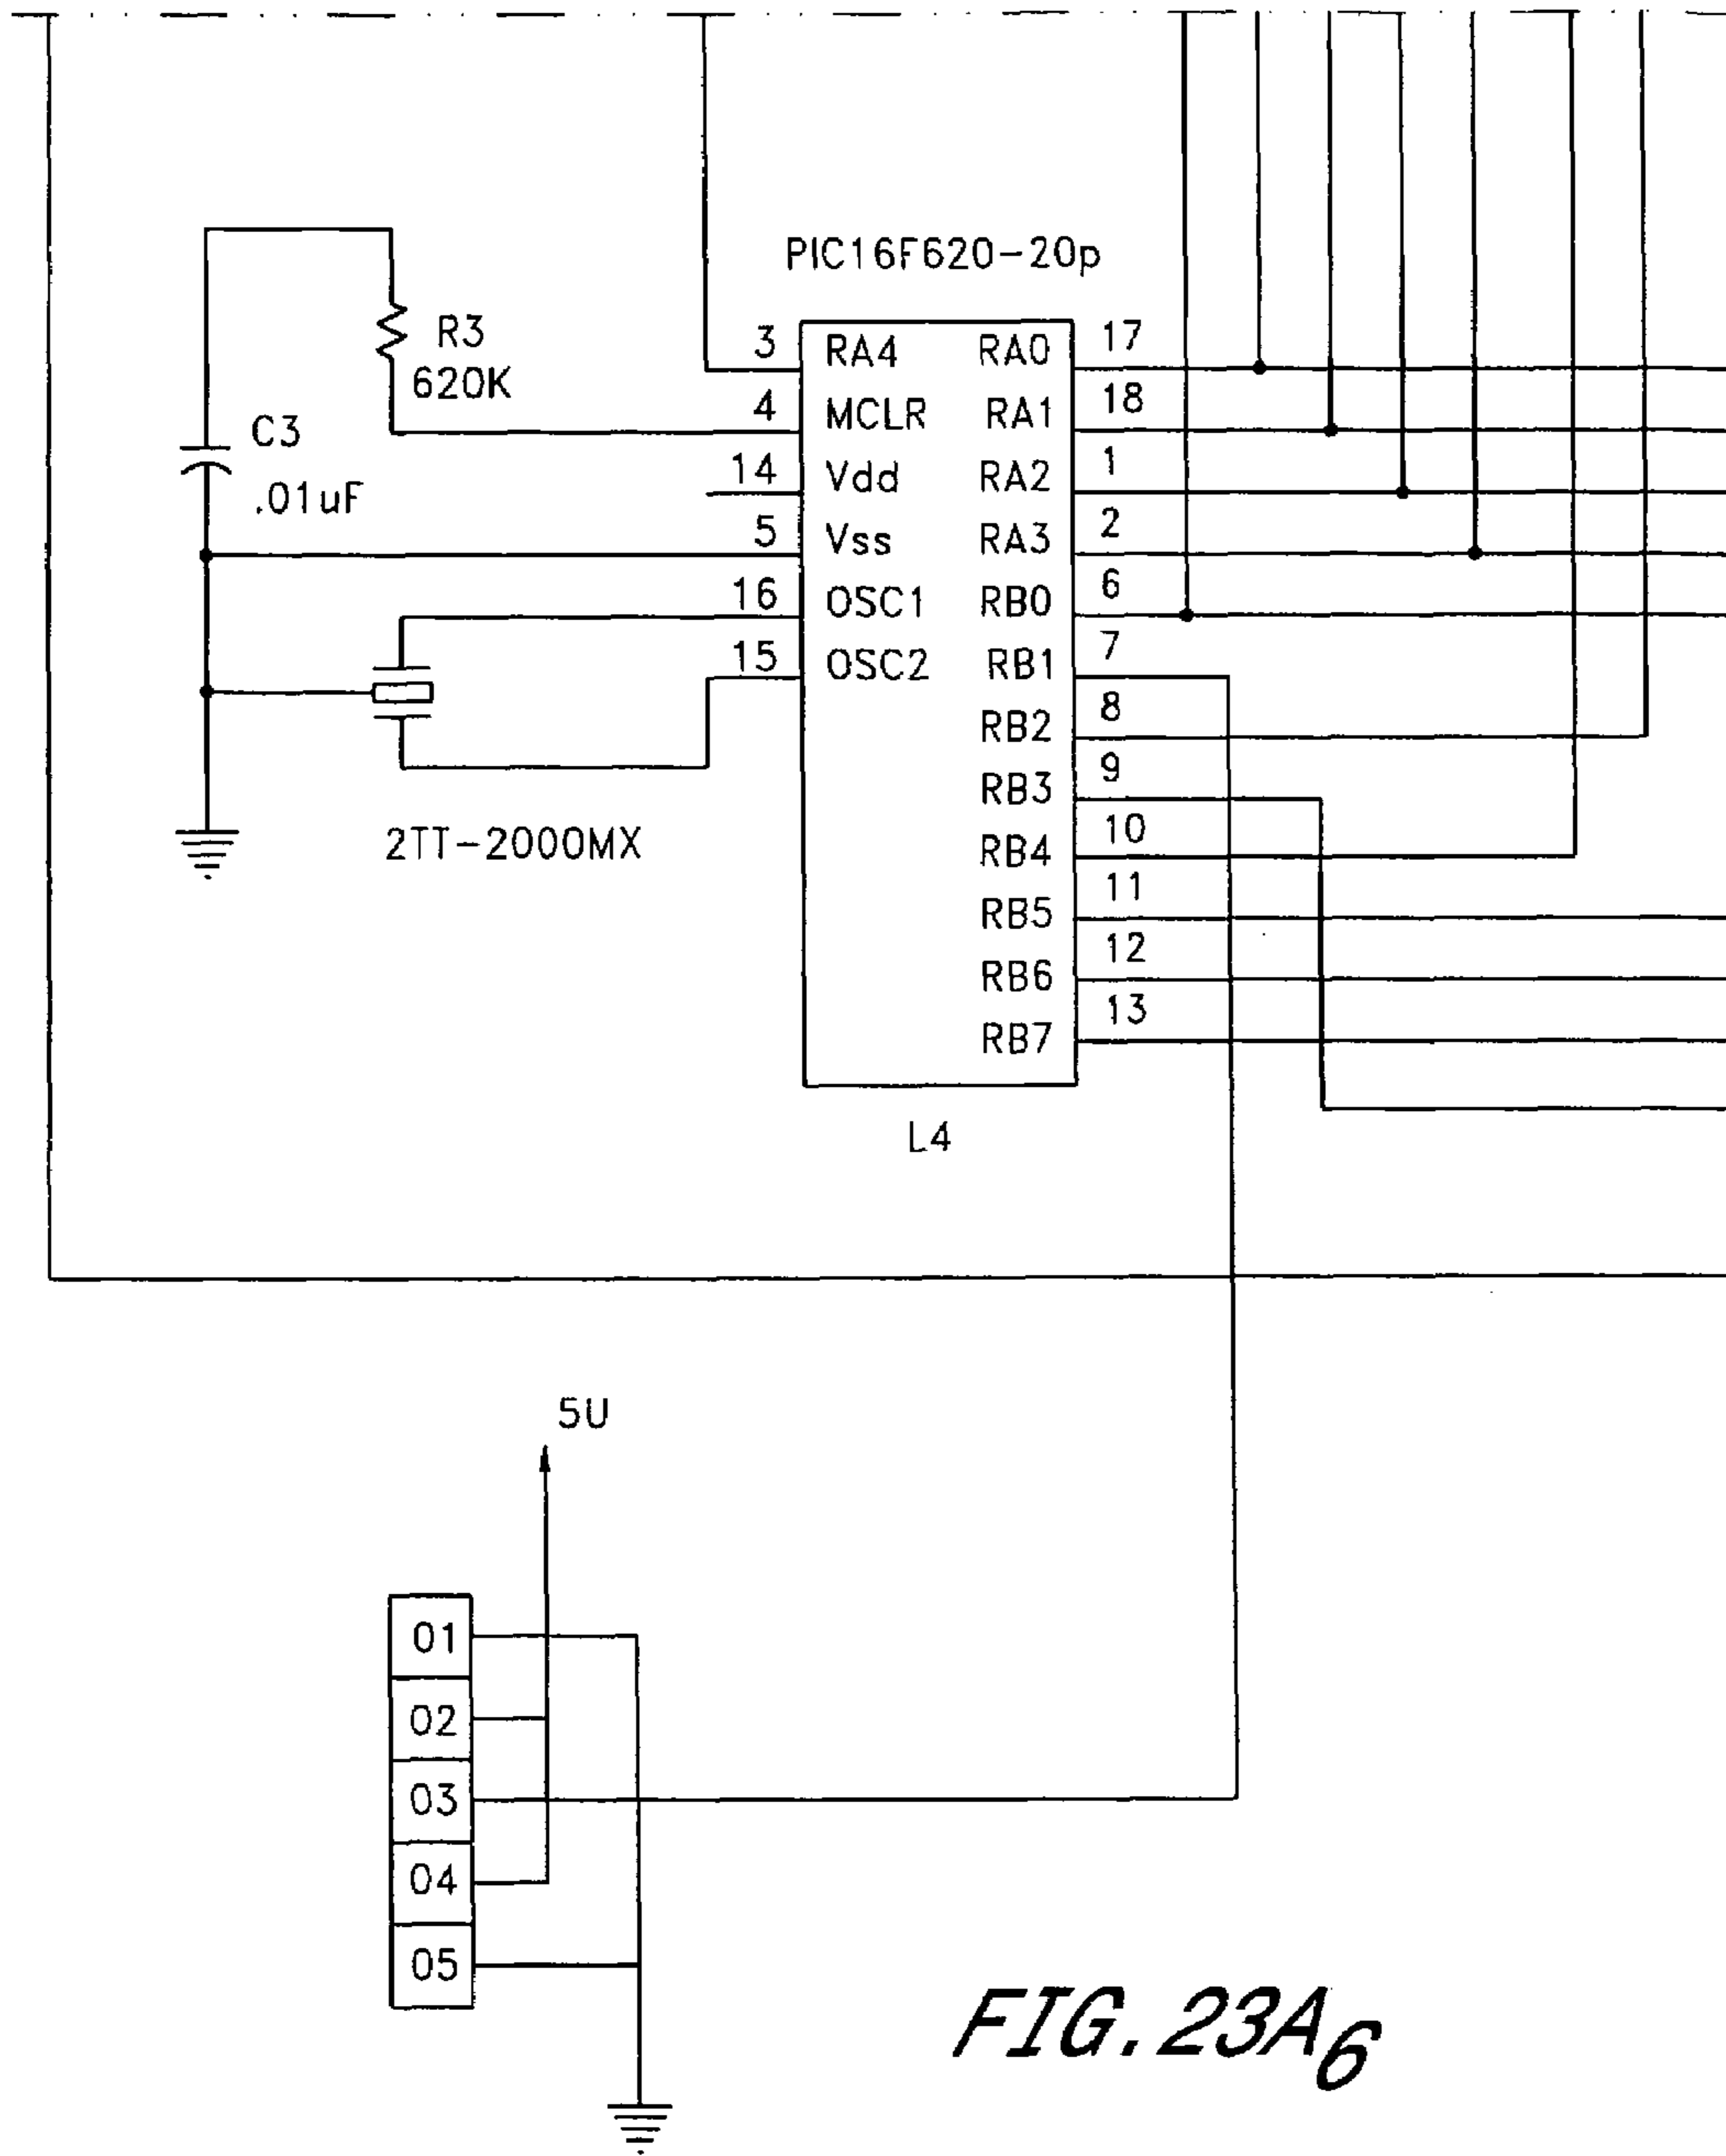 PIC16F620-20p
R3
620K
C3
.01uF
3 RA4 RA0 17
4 MCLR RA1 18
14 Vdd RA2 1
5 Vss RA3 2
16 OSC1 RB0 6
15 OSC2 RB1 7
RB2 8
RB3 9
RB4 10
RB5 11
RB6 12
RB7 13
2TT-2000MX
L4
5U
01
02
03
04
05
FIG. 23A6